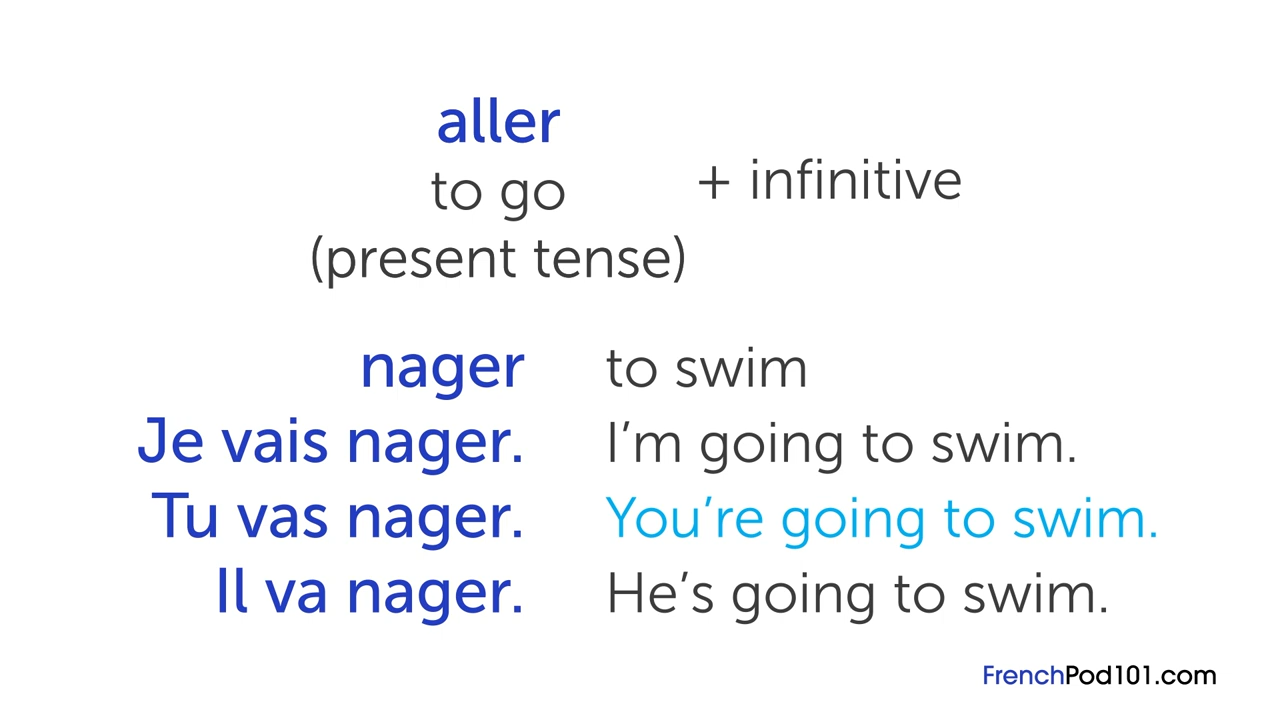 aller
to go
(present tense)
+ infinitive
nager to swim
Je vais nager. I’m going to swim.
Tu vas nager. You’re going to swim.
Il va nager. He’s going to swim.
FrenchPod101.com